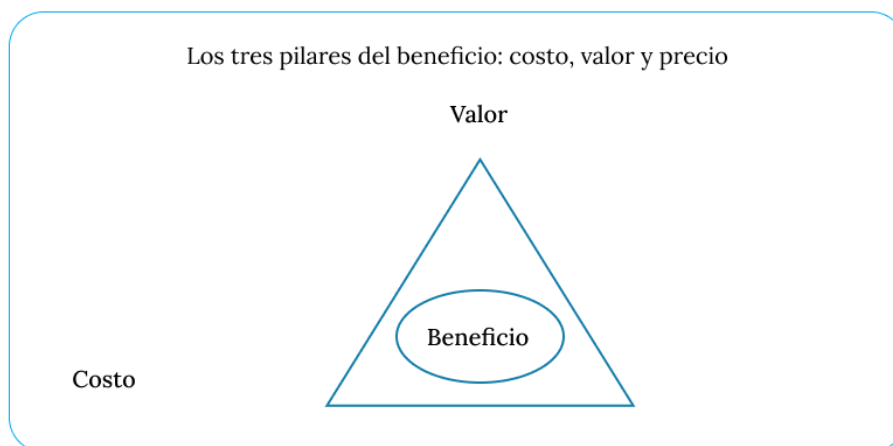 Los tres pilares del beneficio: costo, valor y precio
Valor
Beneficio
Costo